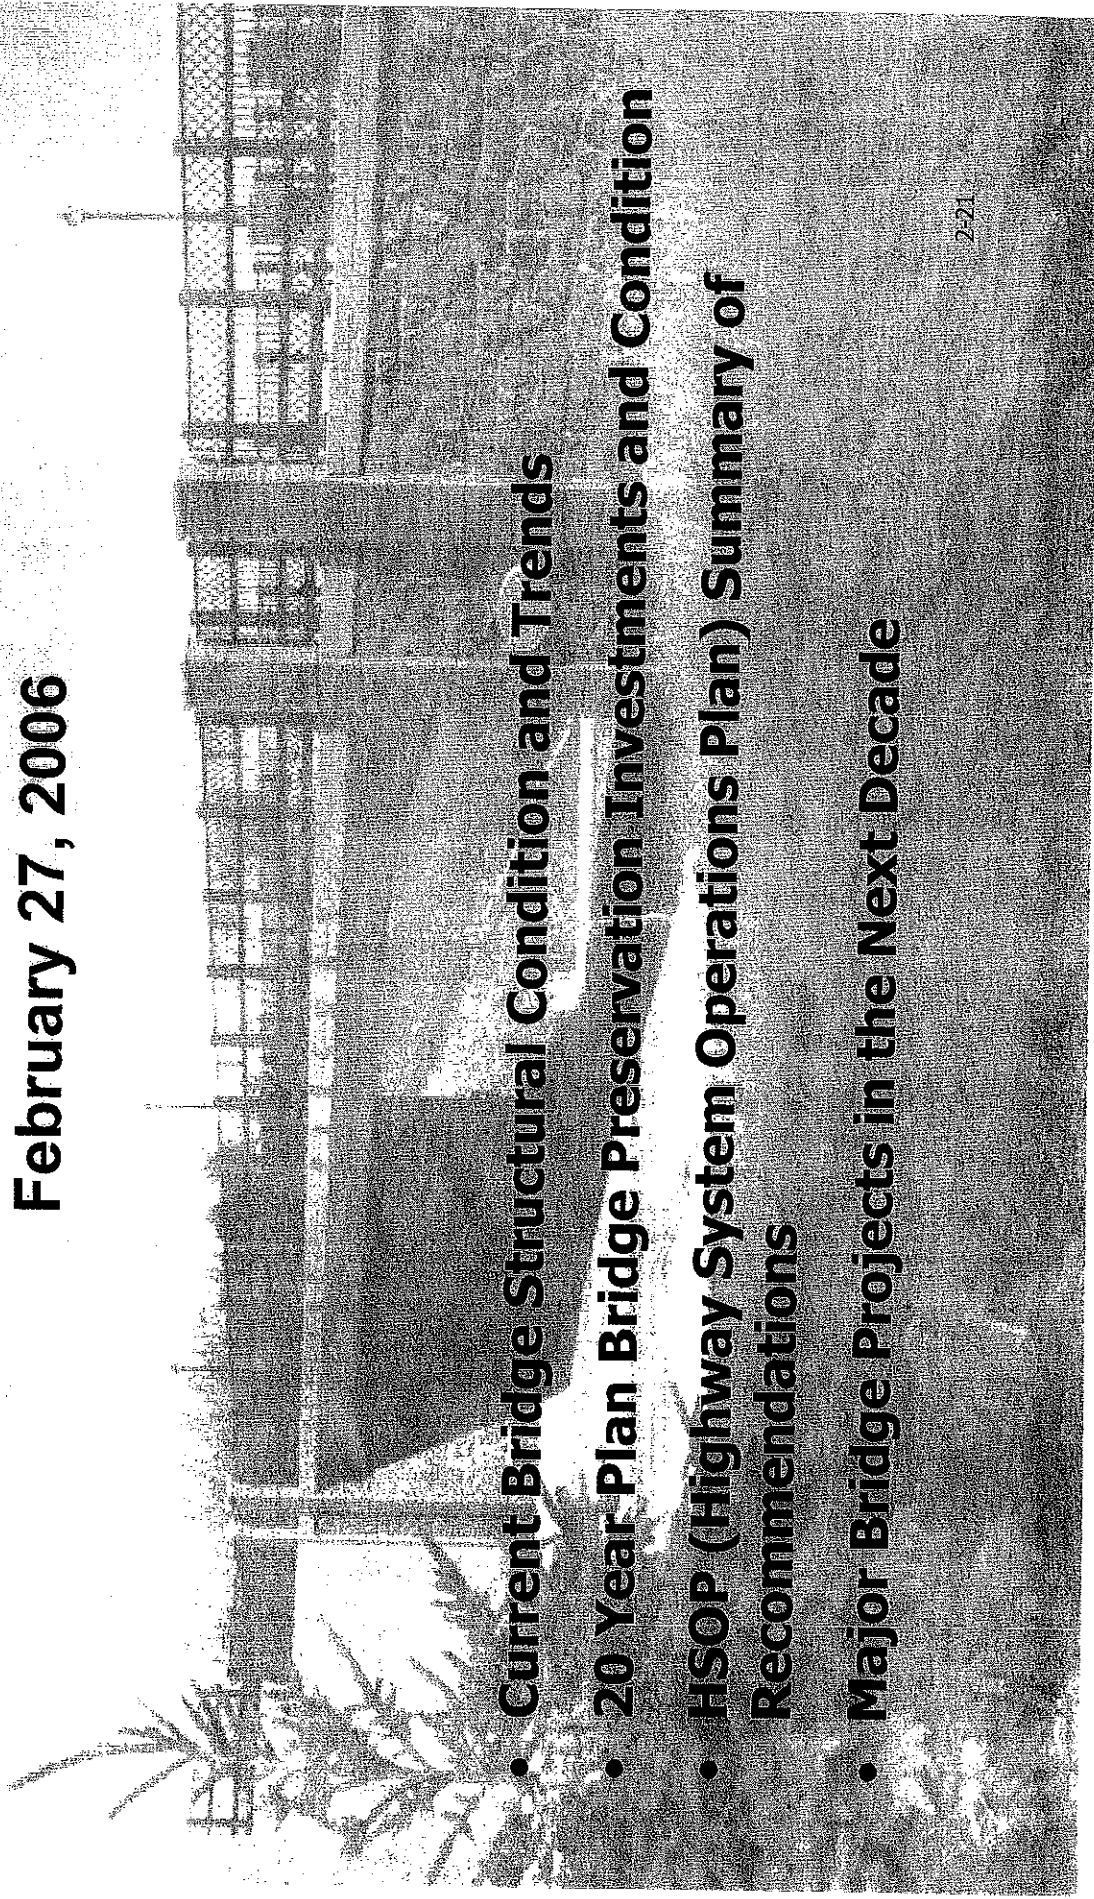 February 27, 2006
• Current Bridge Structural Condition and Trends
• 20 Year Plan Bridge Preservation Investments and Condition
• HSOP (Highway System Operations Plan) Summary of
Recommendations
• Major Bridge Projects in the Next Decade
2-21